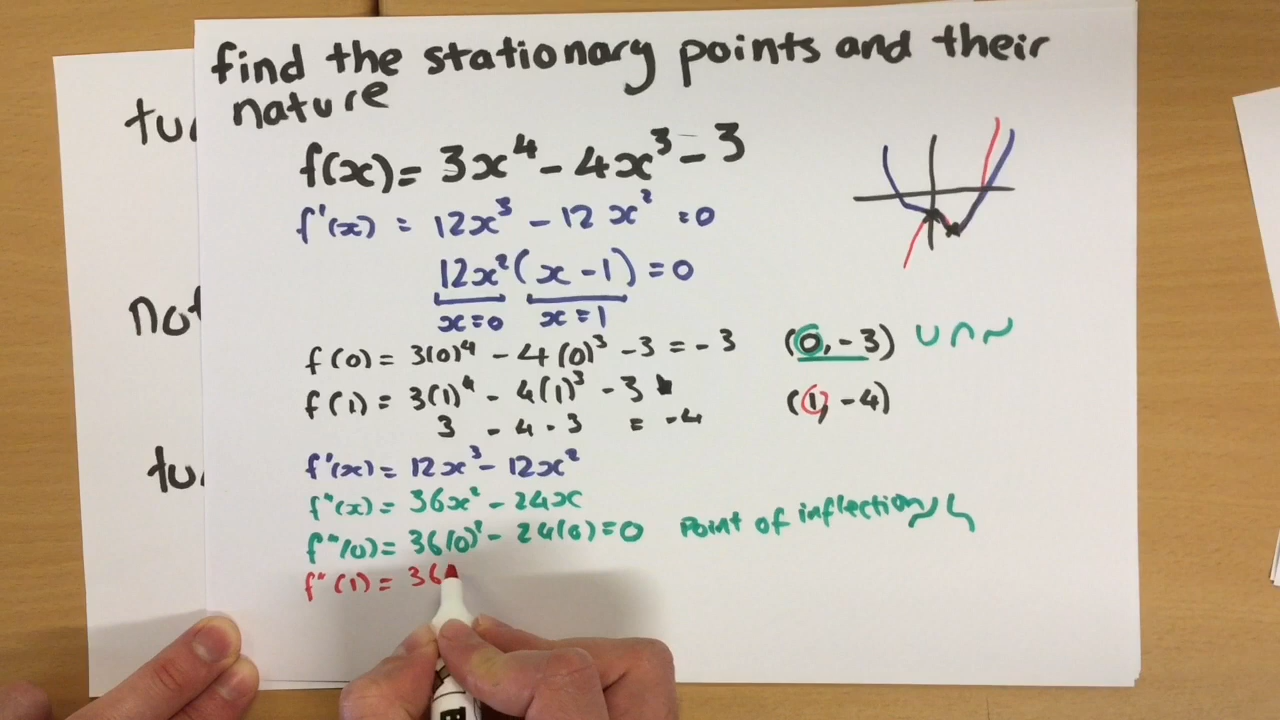 find the stationary points and their
nature
f(x) = 3x⁴ - 4x³ - 3
f'(x) = 12x³ - 12x² = 0
12x²(x - 1) = 0
x=0 x=1
f(0) = 3(0)⁴ - 4(0)³ - 3 = -3 (0, -3)
f(1) = 3(1)⁴ - 4(1)³ - 3 (1, -4)
3 - 4 - 3 = -4
f'(x) = 12x³ - 12x²
f"(x) = 36x² - 24x
f"(0) = 36(0)² - 24(0) = 0 Point of inflection
f"(1) = 36
tu
not
tu